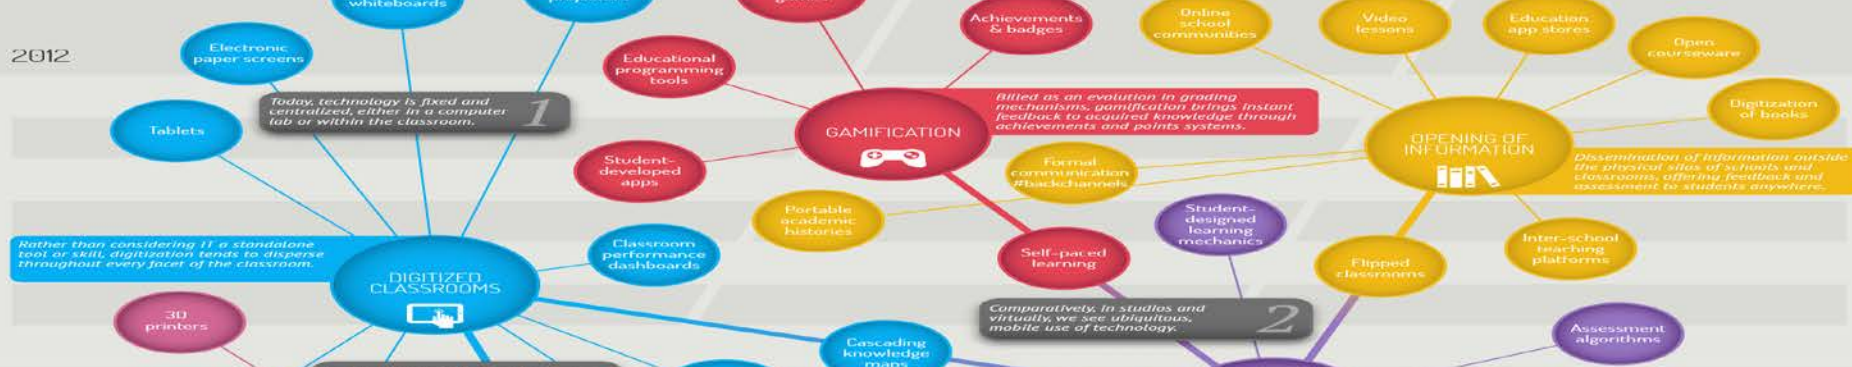 whiteboards
2012
Electronic
paper screens
Tablets
Today, technology is fixed and
centralized, either in a computer
lab or within the classroom.
1
Rather than considering IT a standalone
tool or skill, digitization tends to disperse
throughout every facet of the classroom.
DIGITIZED
CLASSROOMS
3D
printers
Classroom
performance
dashboards
Cascading
knowledge
maps
Educational
programming
tools
Achievements
& badges
Student-
developed
apps
GAMIFICATION
Billed as an evolution in grading
mechanisms, gamification brings instant
feedback to acquired knowledge through
achievements and points systems.
Self-paced
learning
Portable
academic
histories
Formal
communication
#backchannels
Student-
designed
learning
mechanics
Comparatively, in studios and
virtually, we see ubiquitous,
mobile use of technology.
2
Online
school
communities
Video
lessons
Education
app stores
Open
courseware
Digitization
of books
OPENING OF
INFORMATION
Dissemination of information outside
the physical silos of schools and
classrooms, offering feedback and
assessment to students anywhere.
Flipped
classrooms
Inter-school
teaching
platforms
Assessment
algorithms